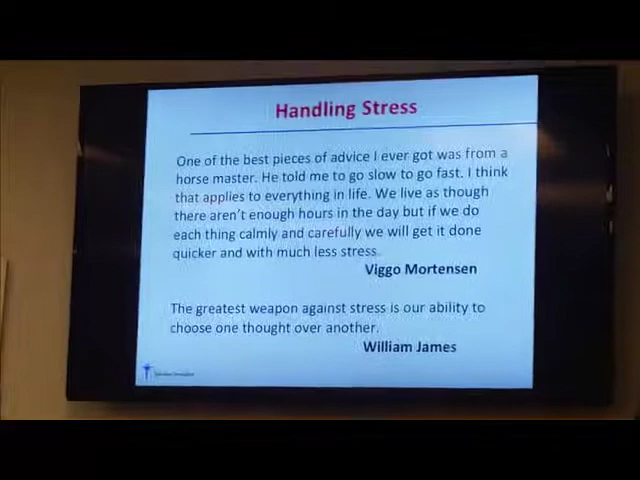 Handling Stress
One of the best pieces of advice I ever got was from a
horse master. He told me to go slow to go fast. I think
that applies to everything in life. We live as though
there aren't enough hours in the day but if we do
each thing calmly and carefully we will get it done
quicker and with much less stress.
Viggo Mortensen
The greatest weapon against stress is our ability to
choose one thought over another.
William James